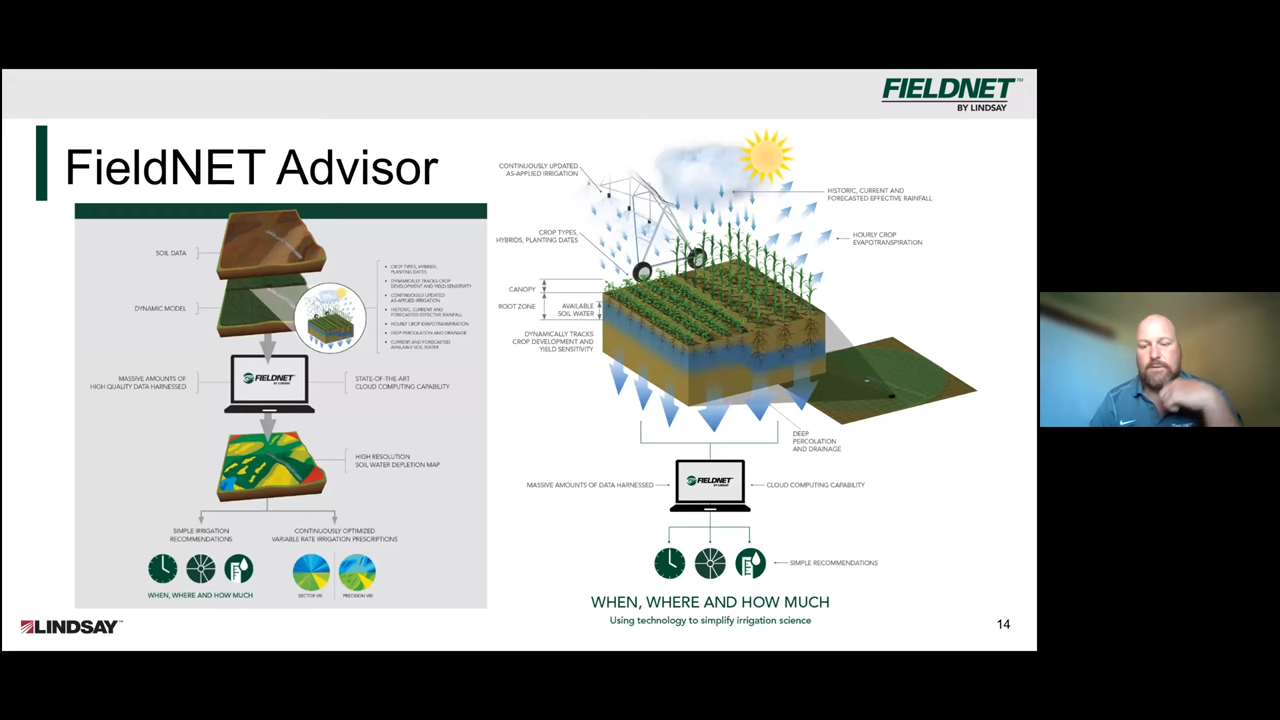 FIELDNET™
BY LINDSAY
FieldNET Advisor
SOIL DATA
DYNAMIC MODEL
• CROP TYPES, HYBRIDS,
PLANTING DATES
• DYNAMICALLY TRACKS CROP
DEVELOPMENT AND YIELD SENSITIVITY
• CONTINUOUSLY UPDATED
AS-APPLIED IRRIGATION
• HISTORIC, CURRENT AND
FORECASTED EFFECTIVE RAINFALL
• HOURLY CROP EVAPOTRANSPIRATION
• DEEP PERCOLATION AND DRAINAGE
• CURRENT AND FORECASTED
AVAILABLE SOIL WATER
MASSIVE AMOUNTS OF
HIGH QUALITY DATA HARNESSED
FIELDNET
BY LINDSAY
STATE-OF-THE-ART
CLOUD COMPUTING CAPABILITY
HIGH RESOLUTION
SOIL WATER DEPLETION MAP
SIMPLE IRRIGATION
RECOMMENDATIONS
CONTINUOUSLY OPTIMIZED
VARIABLE RATE IRRIGATION PRESCRIPTIONS
WHEN, WHERE AND HOW MUCH
SECTOR VRI
PRECISION VRI
CONTINUOUSLY UPDATED
AS-APPLIED IRRIGATION
HISTORIC, CURRENT AND
FORECASTED EFFECTIVE RAINFALL
CROP TYPES,
HYBRIDS, PLANTING DATES
HOURLY CROP
EVAPOTRANSPIRATION
CANOPY
ROOT ZONE
AVAILABLE
SOIL WATER
DYNAMICALLY TRACKS
CROP DEVELOPMENT AND
YIELD SENSITIVITY
DEEP
PERCOLATION
AND DRAINAGE
MASSIVE AMOUNTS OF DATA HARNESSED
FIELDNET
BY LINDSAY
CLOUD COMPUTING CAPABILITY
SIMPLE RECOMMENDATIONS
WHEN, WHERE AND HOW MUCH
Using technology to simplify irrigation science
LINDSAY™
14